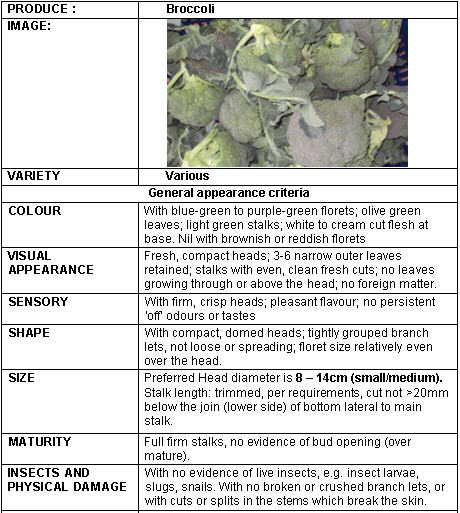 PRODUCE : Broccoli
IMAGE:
VARIETY Various
General appearance criteria
COLOUR With blue-green to purple-green florets; olive green
leaves; light green stalks; white to cream cut flesh at
base. Nil with brownish or reddish florets
VISUAL Fresh, compact heads; 3-6 narrow outer leaves
APPEARANCE retained; stalks with even, clean fresh cuts; no leaves
growing through or above the head; no foreign matter.
SENSORY With firm, crisp heads; pleasant flavour; no persistent
'off' odours or tastes
SHAPE With compact, domed heads; tightly grouped branch
lets, not loose or spreading; floret size relatively even
over the head.
SIZE Preferred Head diameter is 8 – 14cm (small/medium).
Stalk length: trimmed, per requirements, cut not >20mm
below the join (lower side) of bottom lateral to main
stalk.
MATURITY Full firm stalks, no evidence of bud opening (over
mature).
INSECTS AND With no evidence of live insects, e.g. insect larvae,
PHYSICAL DAMAGE slugs, snails. With no broken or crushed branch lets, or
with cuts or splits in the stems which break the skin.